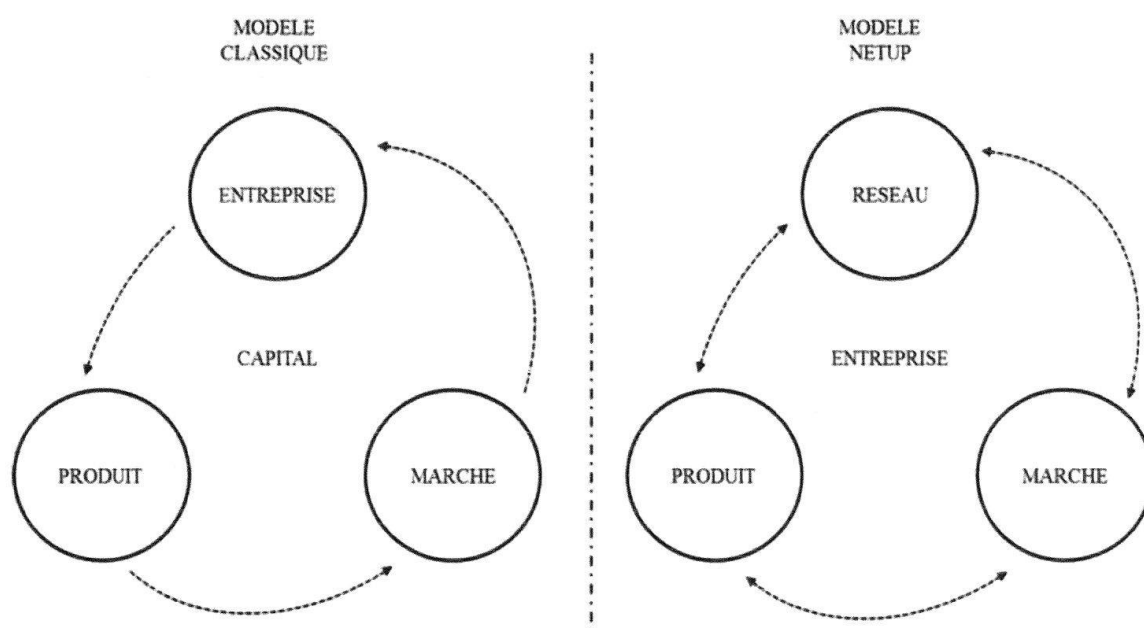 MODELE
CLASSIQUE
ENTREPRISE
CAPITAL
PRODUIT
MARCHE
MODELE
NETUP
RESEAU
ENTREPRISE
PRODUIT
MARCHE